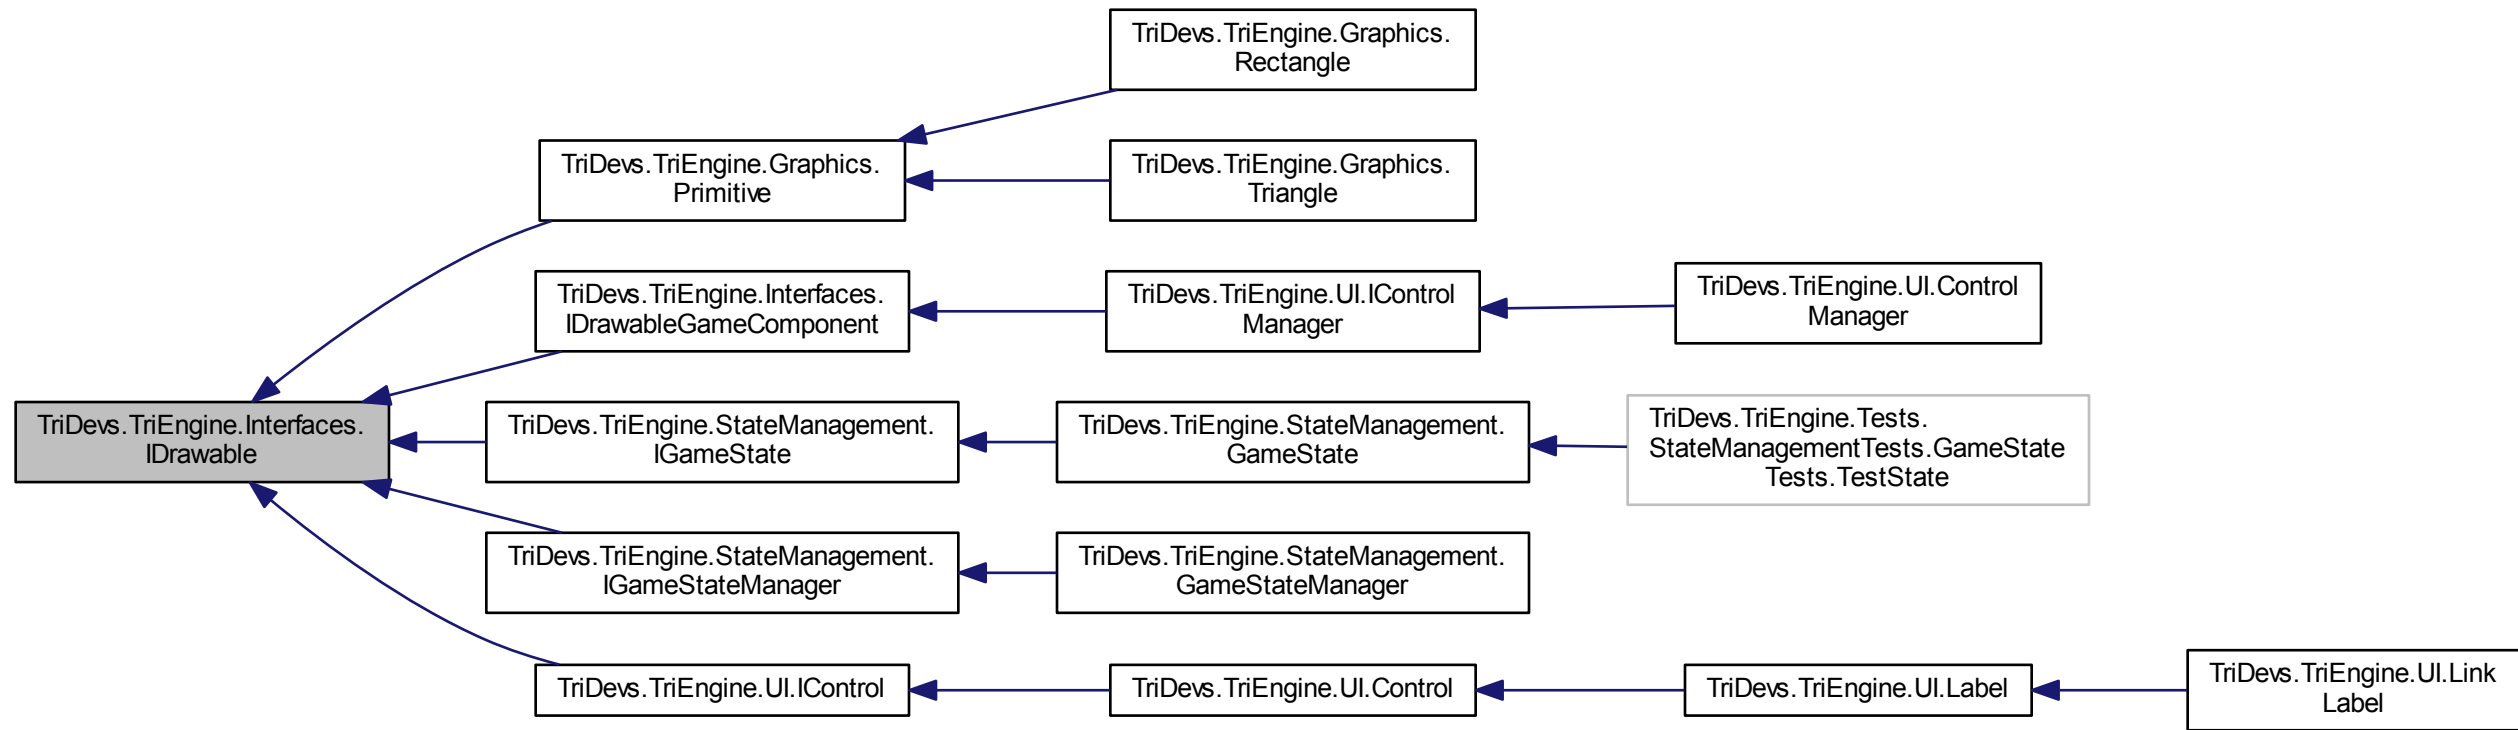 TriDevs.TriEngine.Graphics.
Rectangle
TriDevs.TriEngine.Graphics.
Primitive
TriDevs.TriEngine.Graphics.
Triangle
TriDevs.TriEngine.Interfaces.
IDrawableGameComponent
TriDevs.TriEngine.UI.IControl
Manager
TriDevs.TriEngine.UI.Control
Manager
TriDevs.TriEngine.Interfaces.
IDrawable
TriDevs.TriEngine.StateManagement.
IGameState
TriDevs.TriEngine.StateManagement.
GameState
TriDevs.TriEngine.Tests.
StateManagementTests.GameState
Tests.TestState
TriDevs.TriEngine.StateManagement.
IGameStateManager
TriDevs.TriEngine.StateManagement.
GameStateManager
TriDevs.TriEngine.UI.IControl
TriDevs.TriEngine.UI.Control
TriDevs.TriEngine.UI.Label
TriDevs.TriEngine.UI.Link
Label